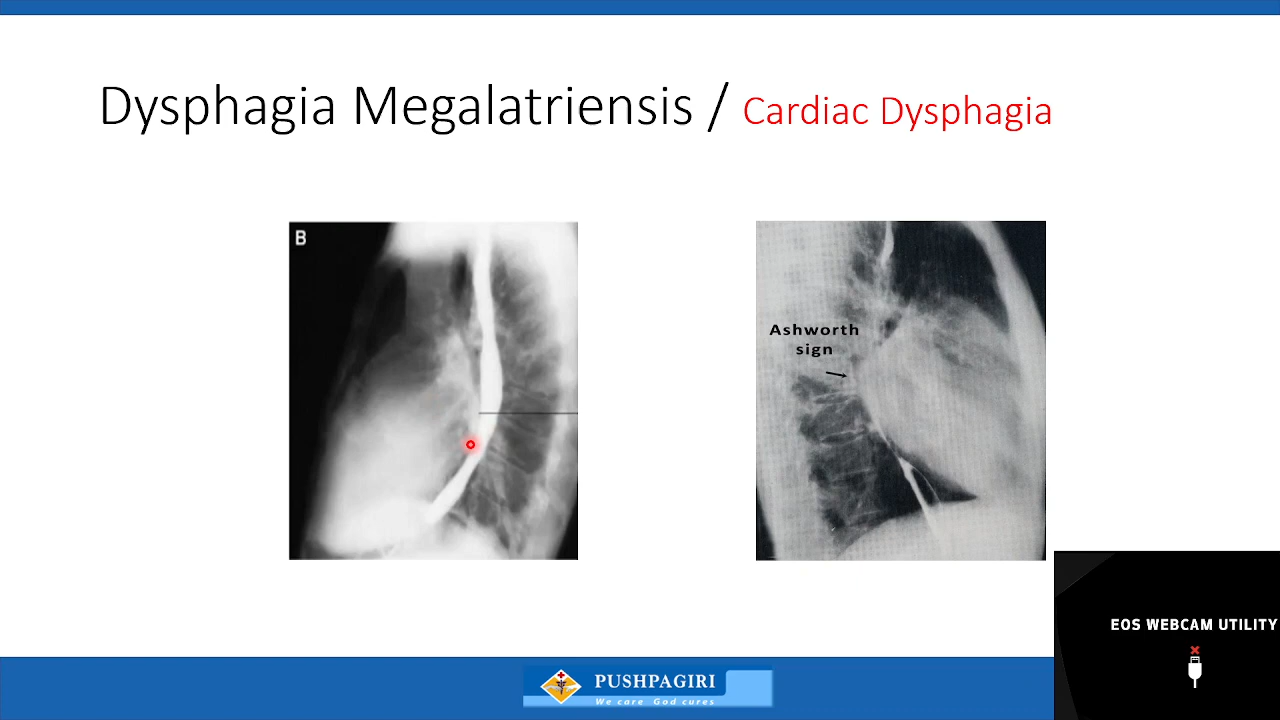 Dysphagia Megalatriensis / Cardiac Dysphagia
B
Ashworth
sign
EOS WEBCAM UTILITY
PUSHPAGIRI
We care God cures